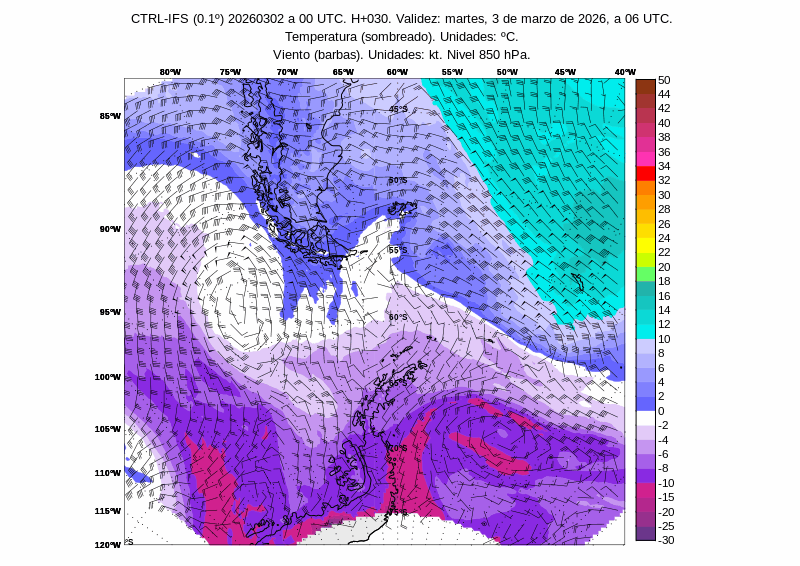 CTRL-IFS (0.1º) 20260302 a 00 UTC. H+030. Validez: martes, 3 de marzo de 2026, a 06 UTC.
Temperatura (sombreado). Unidades: ºC.
Viento (barbas). Unidades: kt. Nivel 850 hPa.
80°W 75°W 70°W 65°W 60°W 55°W 50°W 45°W 40°W
50
44
42
40
38
36
34
32
30
28
26
24
22
20
18
16
14
12
10
8
6
4
2
0
-2
-4
-6
-8
-10
-15
-20
-25
-30
85°W
90°W
95°W
100°W
105°W
110°W
115°W
120°W
45°S
50°S
55°S
60°S
65°S
70°S
75°S